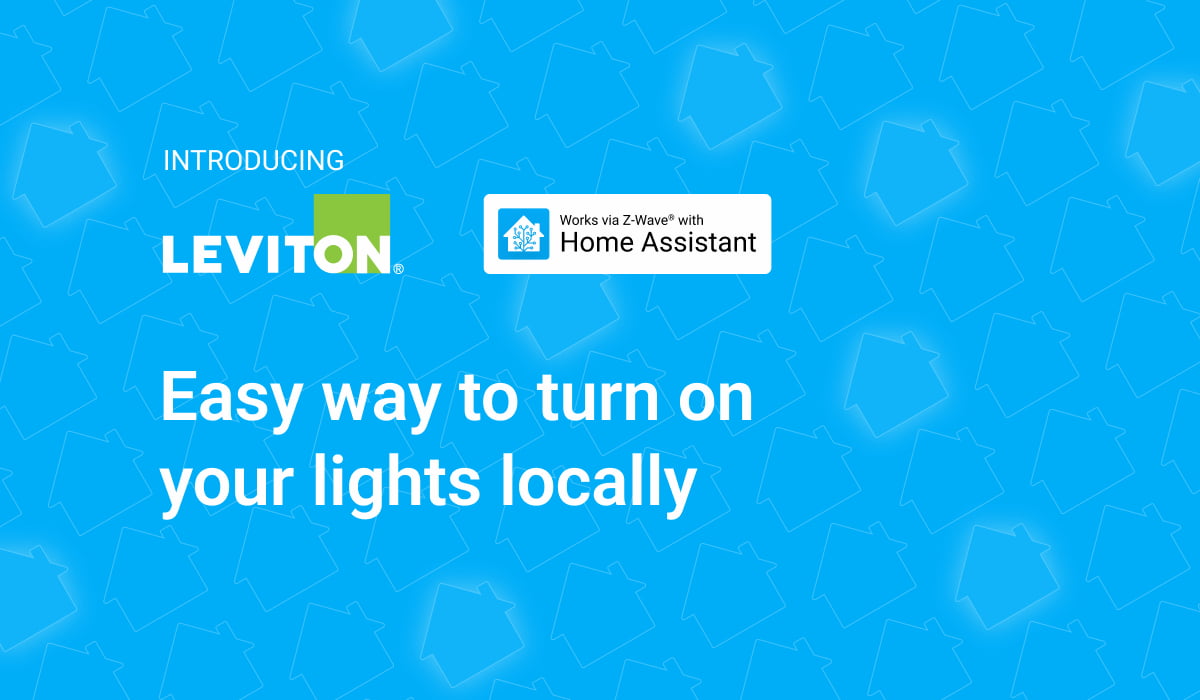 INTRODUCING
LEVITON®
Works via Z-Wave® with
Home Assistant
Easy way to turn on
your lights locally